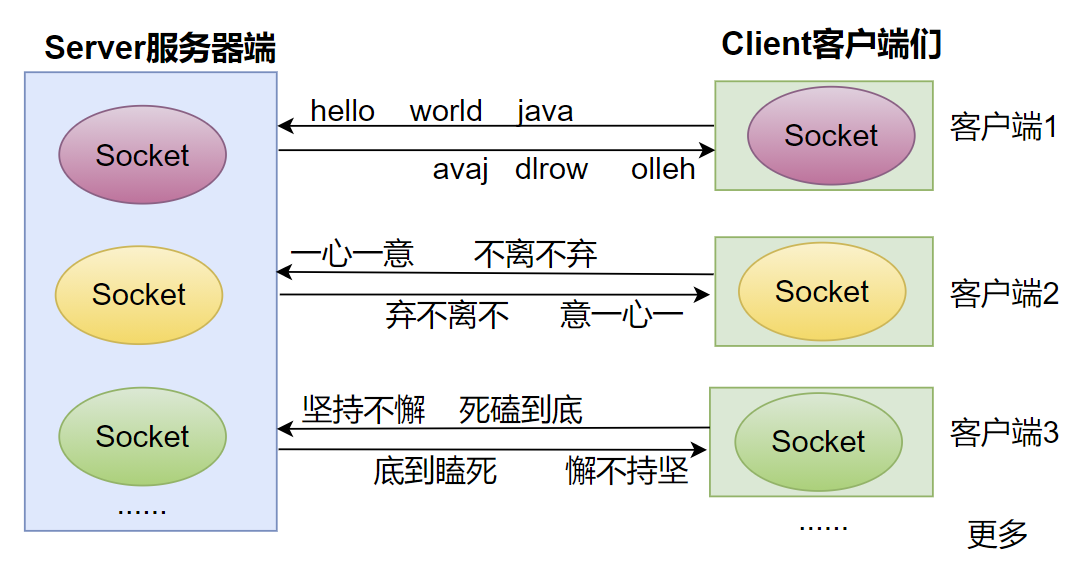 Server服务器端
Client客户端们
hello world java
Socket
Socket
客户端1
avaj dlrow olleh
一心一意 不离不弃
Socket
Socket
客户端2
弃不离不 意一心一
坚持不懈 死磕到底
Socket
Socket
客户端3
底到瞌死 懈不持坚
······
······
更多